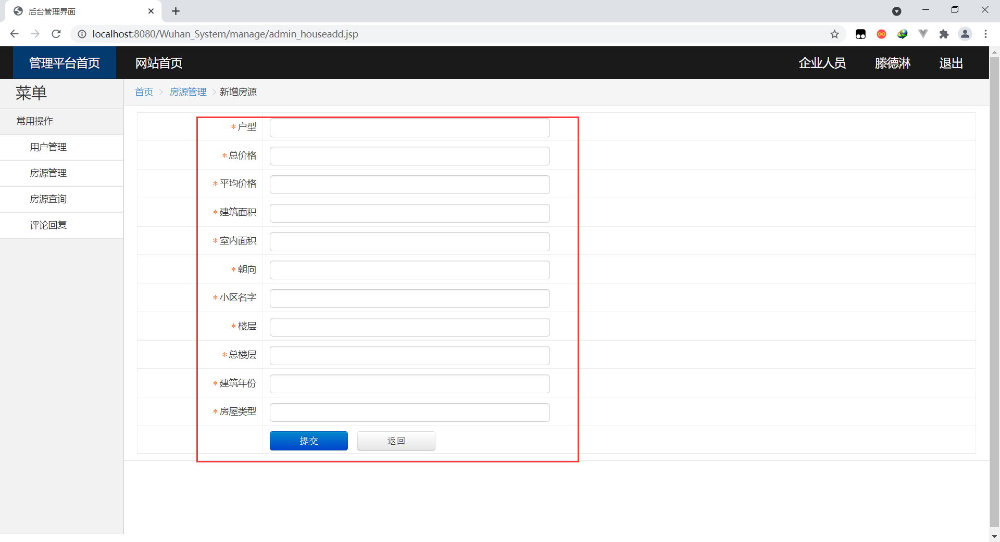 后台管理界面
localhost:8080/Wuhan_System/manage/admin_houseadd.jsp
管理平台首页 网站首页 企业人员 滕德淋 退出
菜单
首页 > 房源管理 > 新增房源
常用操作
用户管理
房源管理
房源查询
评论回复
*户型
*总价格
*平均价格
*建筑面积
*室内面积
*朝向
*小区名字
*楼层
*总楼层
*建筑年份
*房屋类型
提交 返回